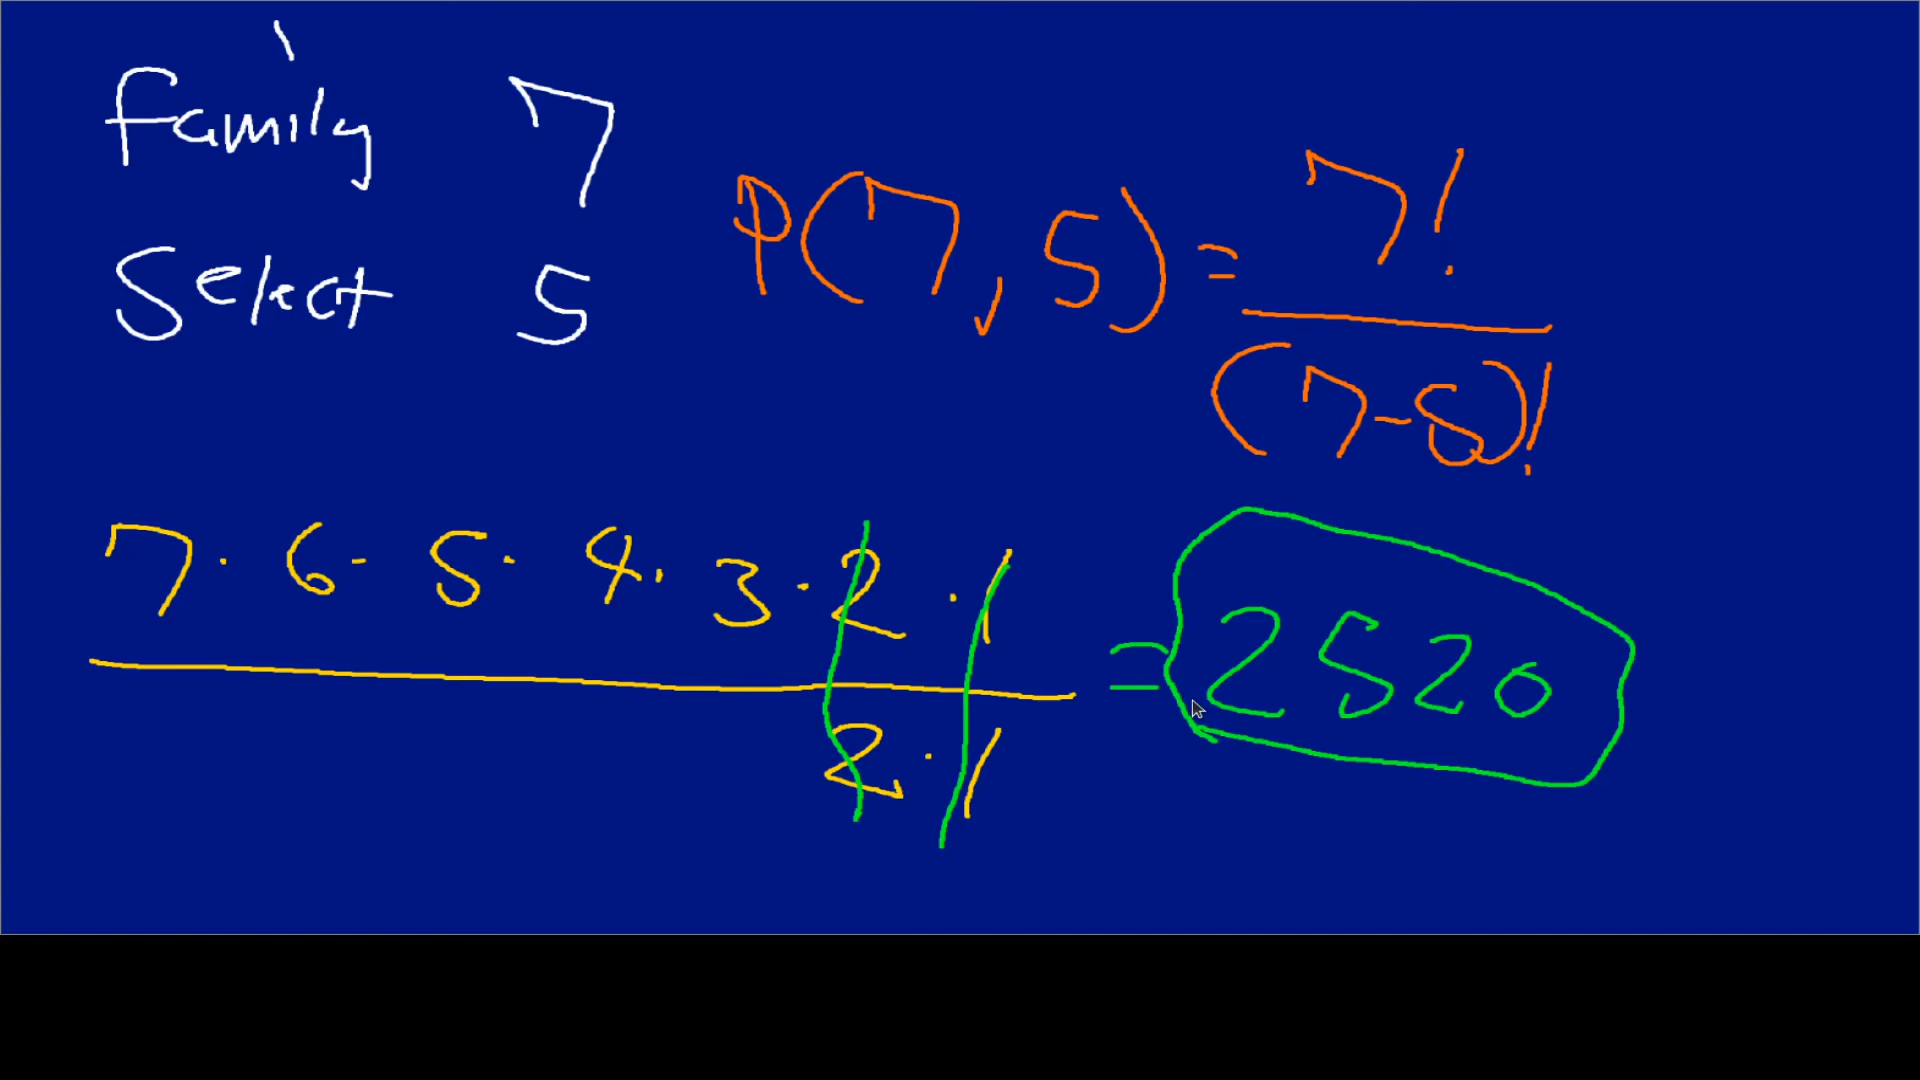 Family 7
Select 5
P(7,5) = 7! / (7-5)!
7 · 6 · 5 · 4 · 3 · 2 · 1 / 2 · 1 = 2520